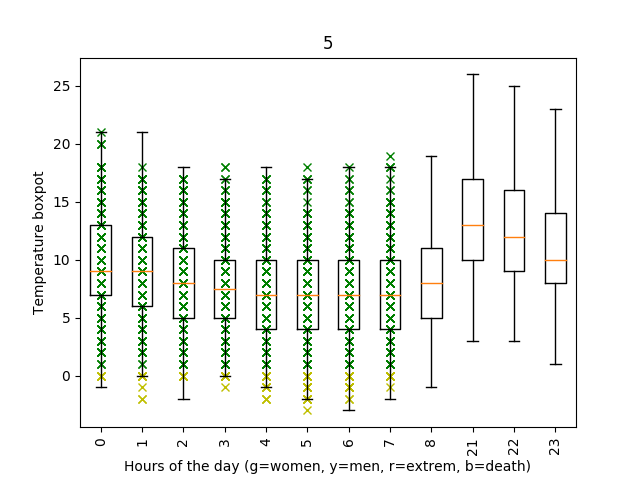 5
25
20
15
10
5
0
Temperature boxpot
0 1 2 3 4 5 6 7 8 21 22 23
Hours of the day (g=women, y=men, r=extrem, b=death)